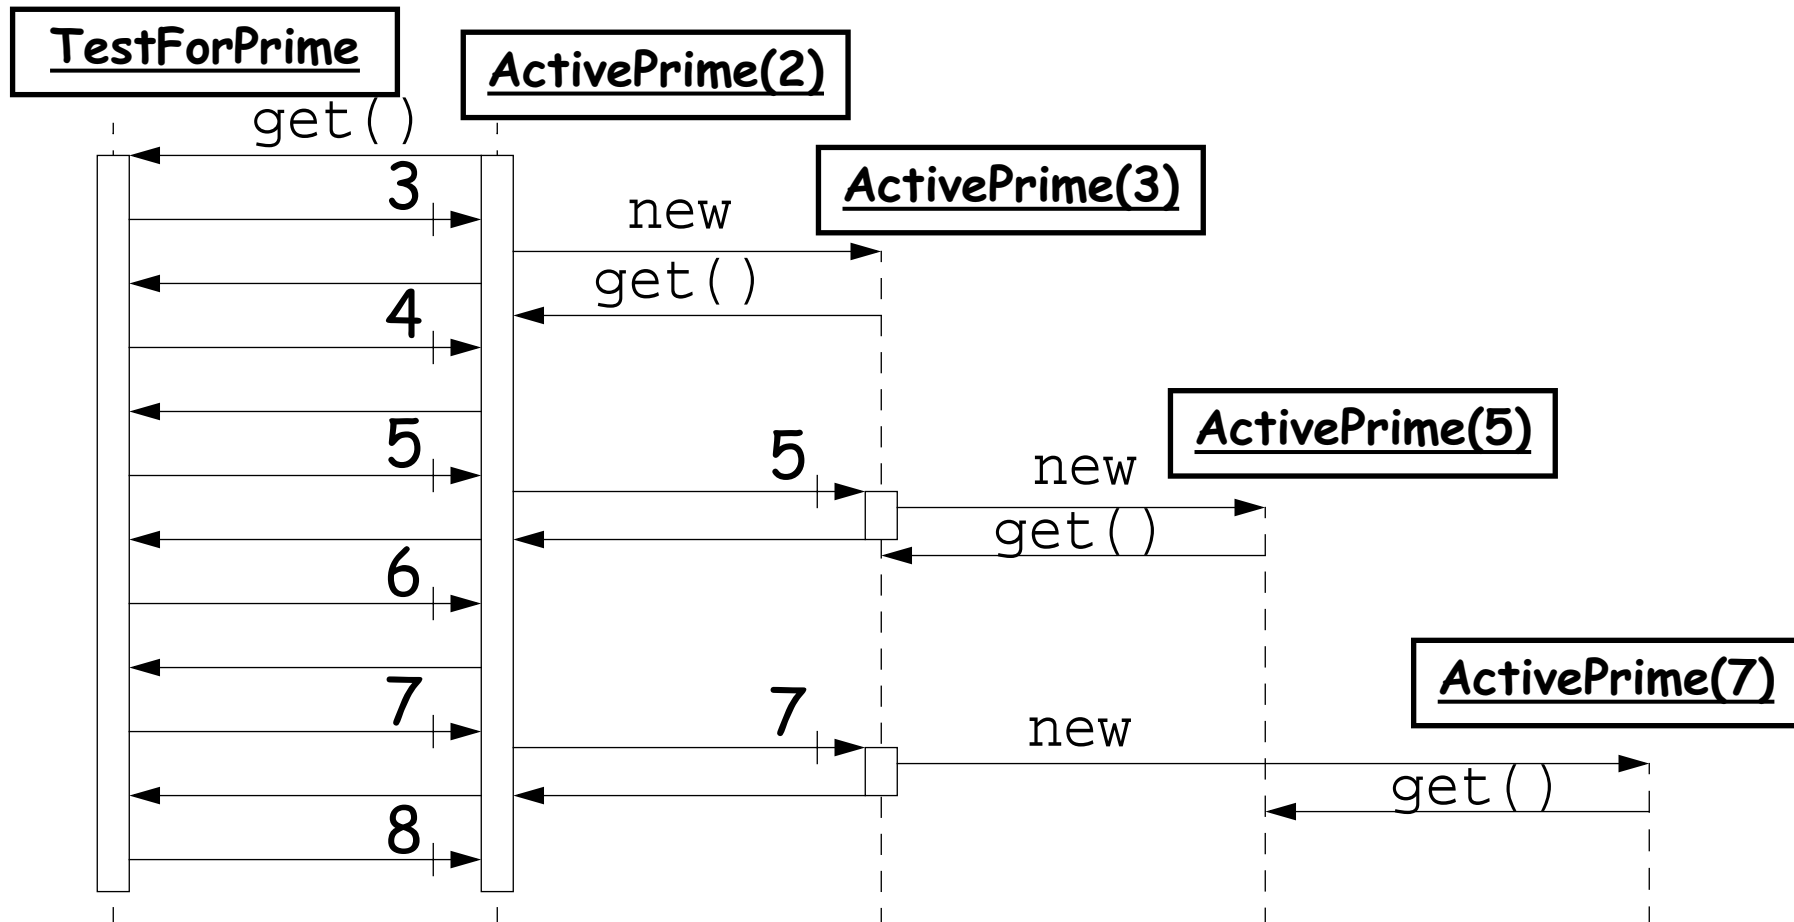 TestForPrime
ActivePrime(2)
get()
3
ActivePrime(3)
new
get()
4
ActivePrime(5)
5
5
new
get()
6
ActivePrime(7)
7
7
new
get()
8